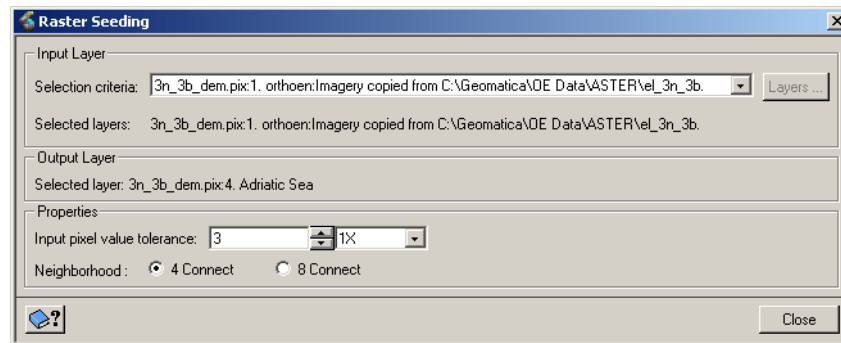 Raster Seeding
Input Layer
Selection criteria: 3n_3b_dem.pix:1. orthoen:Imagery copied from C:\Geomatica\OE Data\ASTER\el_3n_3b. Layers ...
Selected layers: 3n_3b_dem.pix:1. orthoen:Imagery copied from C:\Geomatica\OE Data\ASTER\el_3n_3b.
Output Layer
Selected layer: 3n_3b_dem.pix:4. Adriatic Sea
Properties
Input pixel value tolerance: 3 1X
Neighborhood : 4 Connect 8 Connect
? Close